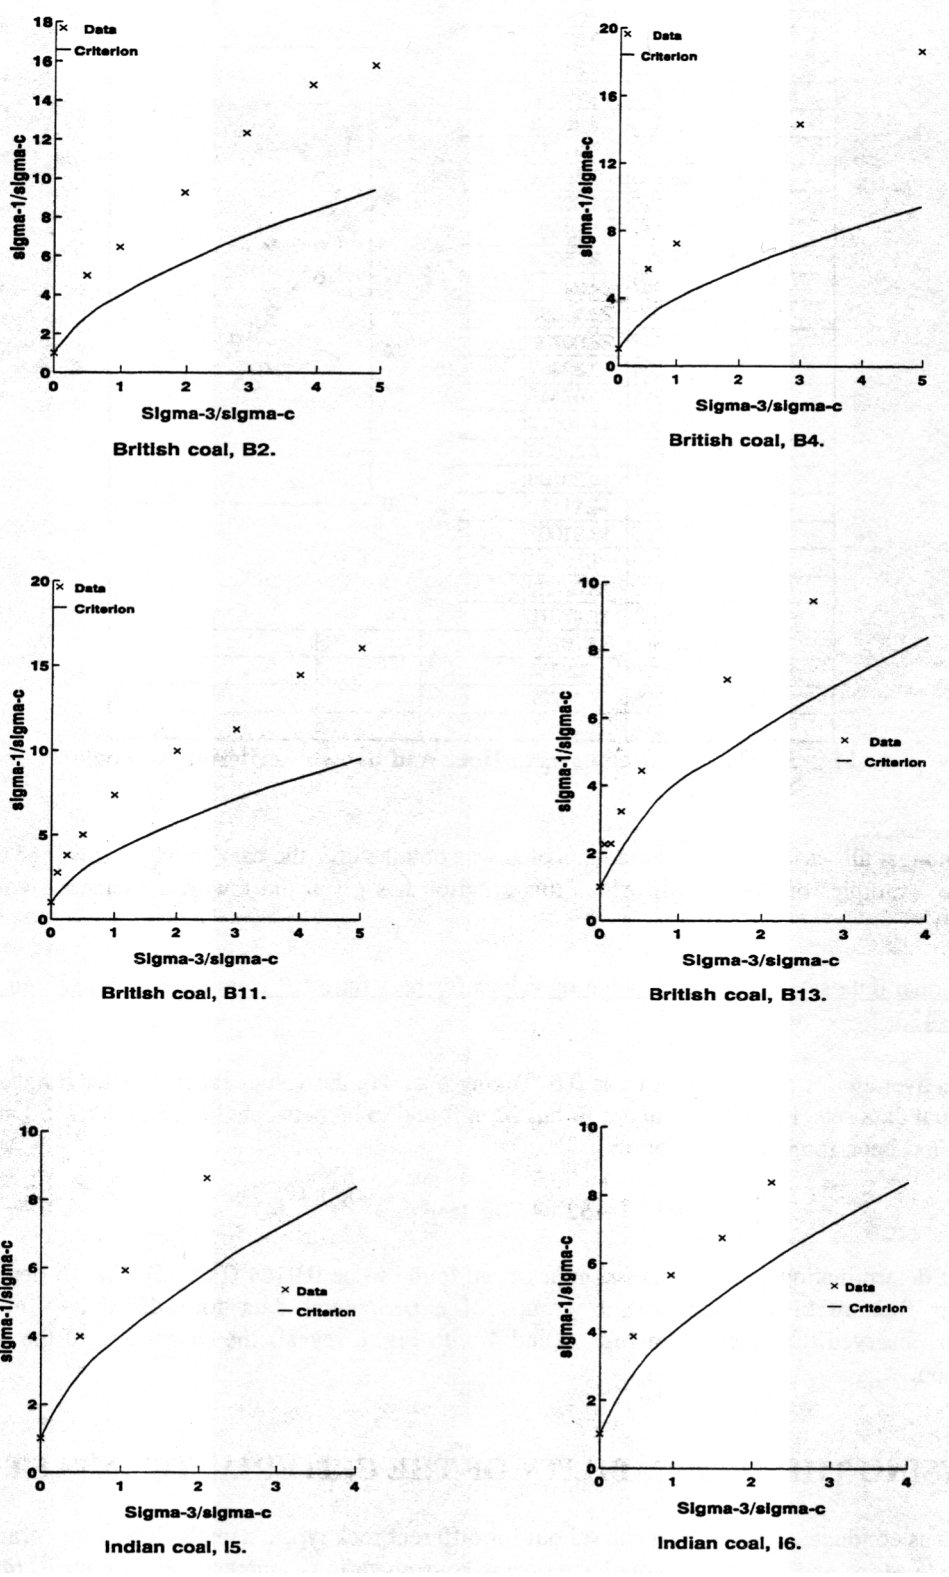 18
× Data
— Criterion
16
14
12
10
8
6
4
2
0
sigma-1/sigma-c
0 1 2 3 4 5
Sigma-3/sigma-c
British coal, B2.
20
× Data
— Criterion
16
12
8
4
0
sigma-1/sigma-c
0 1 2 3 4 5
Sigma-3/sigma-c
British coal, B4.
20
× Data
— Criterion
15
10
5
0
sigma-1/sigma-c
0 1 2 3 4 5
Sigma-3/sigma-c
British coal, B11.
10
8
6
4
2
0
sigma-1/sigma-c
× Data
— Criterion
0 1 2 3 4
Sigma-3/sigma-c
British coal, B13.
10
8
6
4
2
0
sigma-1/sigma-c
× Data
— Criterion
0 1 2 3 4
Sigma-3/sigma-c
Indian coal, I5.
10
8
6
4
2
0
sigma-1/sigma-c
× Data
— Criterion
0 1 2 3 4
Sigma-3/sigma-c
Indian coal, I6.